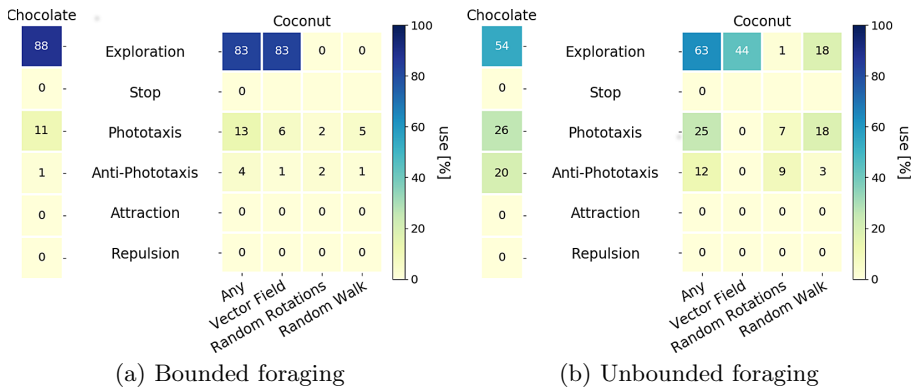 Chocolate Coconut
Exploration 88 83 83 0 0
Stop 0 0
Phototaxis 11 13 6 2 5
Anti-Phototaxis 1 4 1 2 1
Attraction 0 0 0 0 0
Repulsion 0 0 0 0 0
Any Vector Field Random Rotations Random Walk
100
80
60
40
20
0
use [%]
(a) Bounded foraging
Chocolate Coconut
Exploration 54 63 44 1 18
Stop 0 0
Phototaxis 26 25 0 7 18
Anti-Phototaxis 20 12 0 9 3
Attraction 0 0 0 0 0
Repulsion 0 0 0 0 0
Any Vector Field Random Rotations Random Walk
100
80
60
40
20
0
use [%]
(b) Unbounded foraging